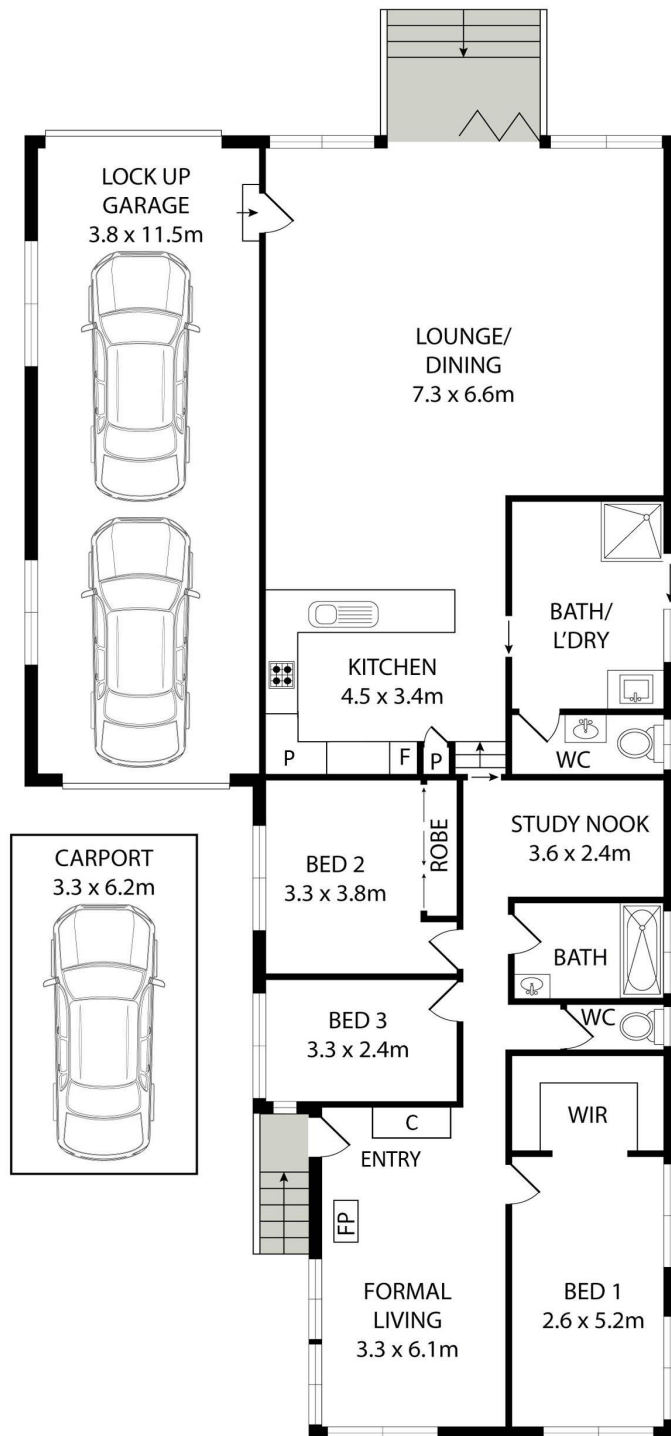 LOCK UP
GARAGE
3.8 x 11.5m
LOUNGE/
DINING
7.3 x 6.6m
BATH/
L'DRY
KITCHEN
4.5 x 3.4m
P
F
P
WC
CARPORT
3.3 x 6.2m
BED 2
3.3 x 3.8m
ROBE
STUDY NOOK
3.6 x 2.4m
BATH
BED 3
3.3 x 2.4m
WC
C
ENTRY
WIR
FP
FORMAL
LIVING
3.3 x 6.1m
BED 1
2.6 x 5.2m